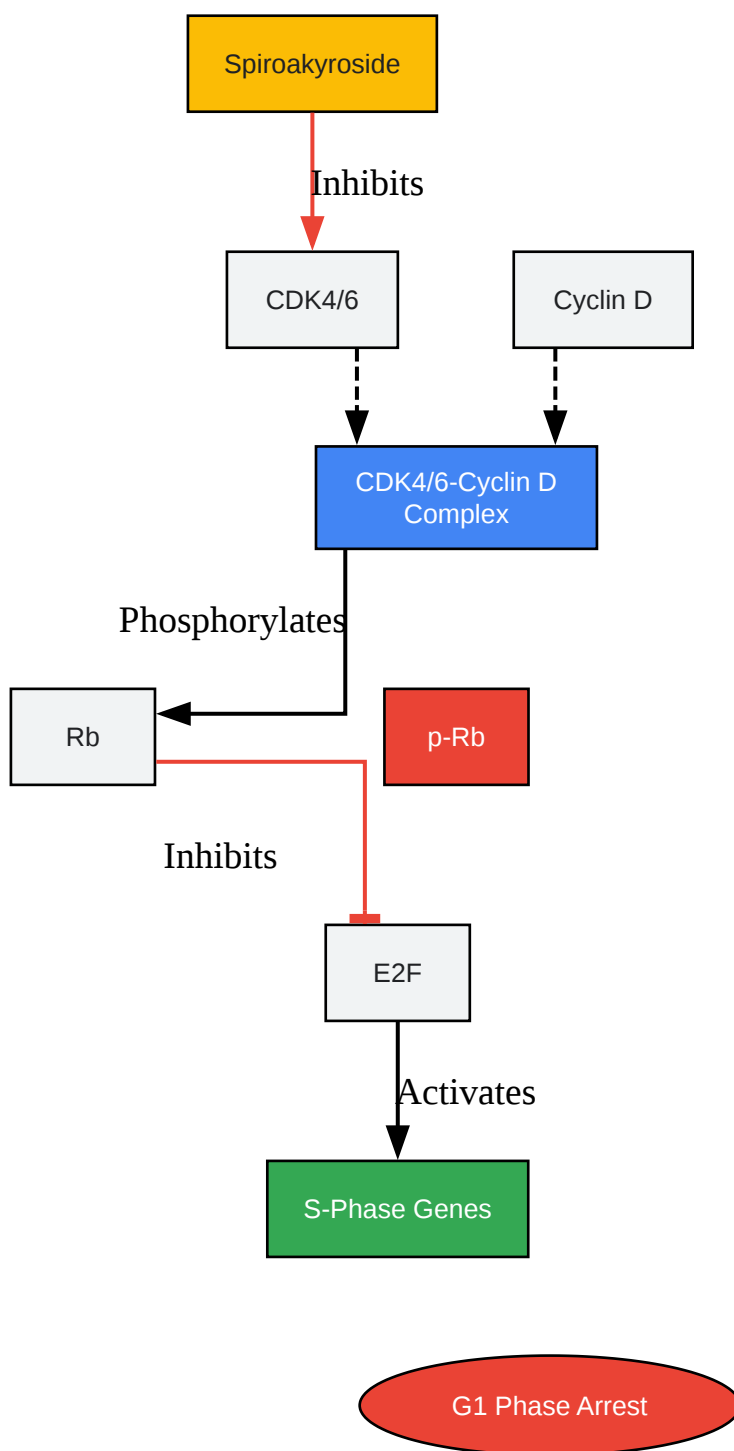 Spiroakyroside
Inhibits
CDK4/6
Cyclin D
CDK4/6-Cyclin D
Complex
Phosphorylates
Rb
p-Rb
Inhibits
E2F
Activates
S-Phase Genes
G1 Phase Arrest